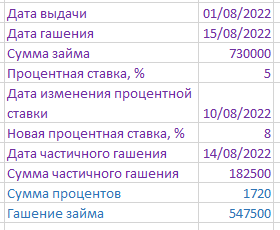 Дата выдачи 01/08/2022
Дата гашения 15/08/2022
Сумма займа 730000
Процентная ставка, % 5
Дата изменения процентной
ставки 10/08/2022
Новая процентная ставка, % 8
Дата частичного гашения 14/08/2022
Сумма частичного гашения 182500
Сумма процентов 1720
Гашение займа 547500